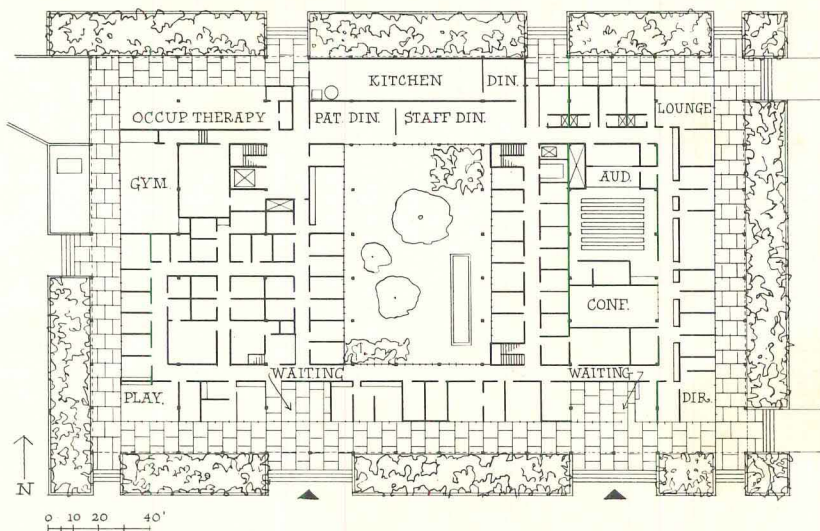 KITCHEN
DIN.
OCCUP THERAPY
PAT. DIN.
STAFF DIN.
LOUNGE
GYM.
AUD.
CONF.
WAITING
WAITING
PLAY.
DIR.
N
0 10 20 40'